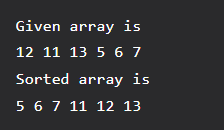 Given array is
12 11 13 5 6 7
Sorted array is
5 6 7 11 12 13